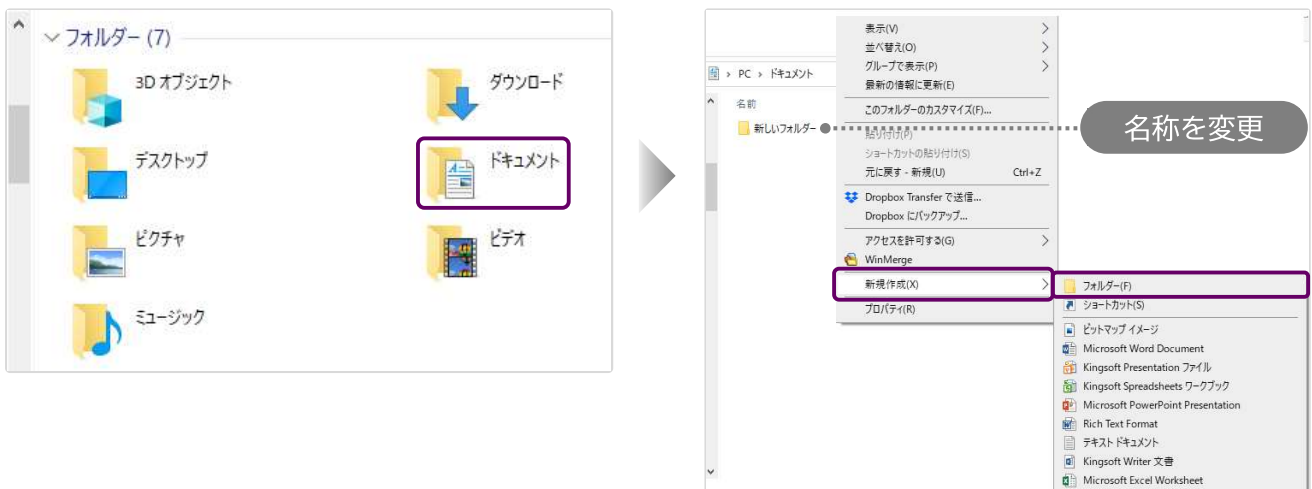 フォルダー (7)
3D オブジェクト
ダウンロード
デスクトップ
ドキュメント
ピクチャ
ビデオ
ミュージック
表示(V)
並べ替え(O)
グループで表示(P)
最新の情報に更新(E)
このフォルダーのカスタマイズ(F)...
貼り付け(P)
ショートカットの貼り付け(S)
元に戻す - 新規(U) Ctrl+Z
Dropbox Transfer で送信...
Dropbox にバックアップ...
アクセスを許可する(G)
WinMerge
新規作成(X)
プロパティ(R)
PC › ドキュメント
名前
新しいフォルダー
名称を変更
フォルダー(F)
ショートカット(S)
ビットマップ イメージ
Microsoft Word Document
Kingsoft Presentation ファイル
Kingsoft Spreadsheets ワークブック
Microsoft PowerPoint Presentation
Rich Text Format
テキスト ドキュメント
Kingsoft Writer 文書
Microsoft Excel Worksheet